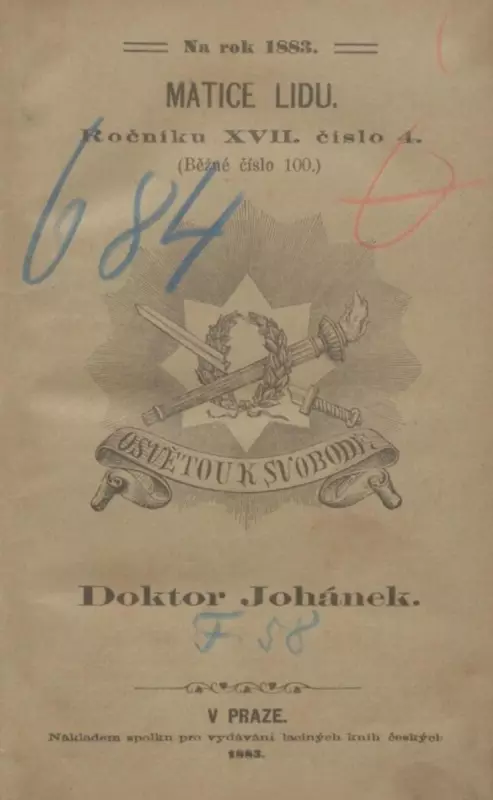 Na rok 1883.
MATICE LIDU.
Ročníku XVII. číslo 4.
(Běžné číslo 100.)
684
OSVĚTOU K SVOBODĚ.
Doktor Johánek.
F 58
V PRAZE.
Nákladem spolku pro vydávání laciných knih českých
1883.